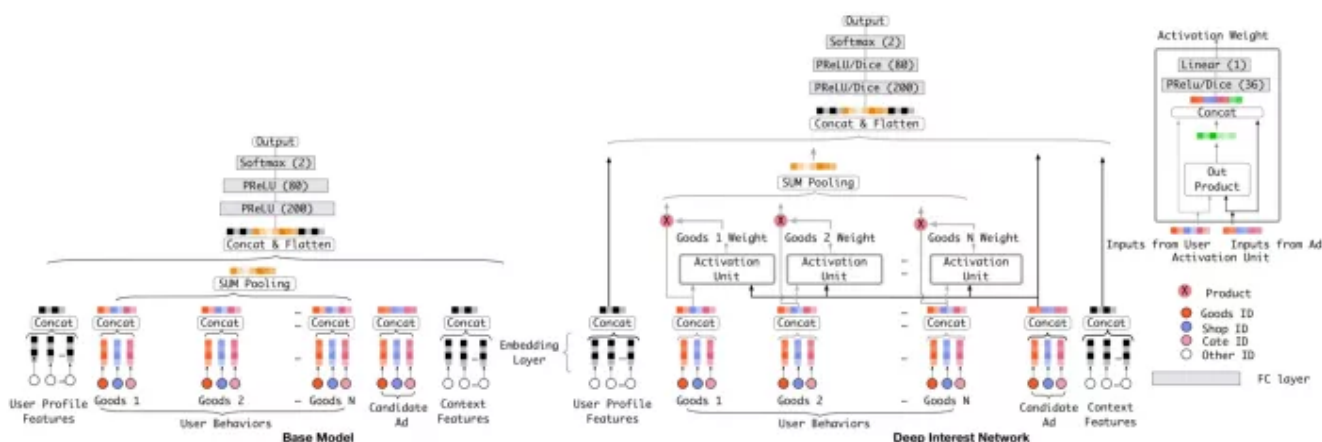 Output
Softmax (2)
PReLU (80)
PReLU (200)
Concat & Flatten
SUM Pooling
Concat
Concat
Concat
Concat
Concat
Goods 1
Goods 2
Goods N
User Profile
Features
User Behaviors
Candidate
Ad
Context
Features
Base Model
Embedding
Layer
Output
Softmax (2)
PReLU/Dice (80)
PReLU/Dice (200)
Concat & Flatten
SUM Pooling
X
X
X
Goods 1 Weight
Goods 2 Weight
Goods N Weight
Activation
Unit
Activation
Unit
Activation
Unit
Concat
Concat
Concat
Concat
Concat
Concat
User Profile
Features
Goods 1
Goods 2
Goods N
User Behaviors
Candidate
Ad
Context
Features
Deep Interest Network
Activation Weight
Linear (1)
PRelu/Dice (36)
Concat
Out
Product
Inputs from User
Inputs from Ad
Activation Unit
X
Product
Goods ID
Shop ID
Cate ID
Other ID
FC layer